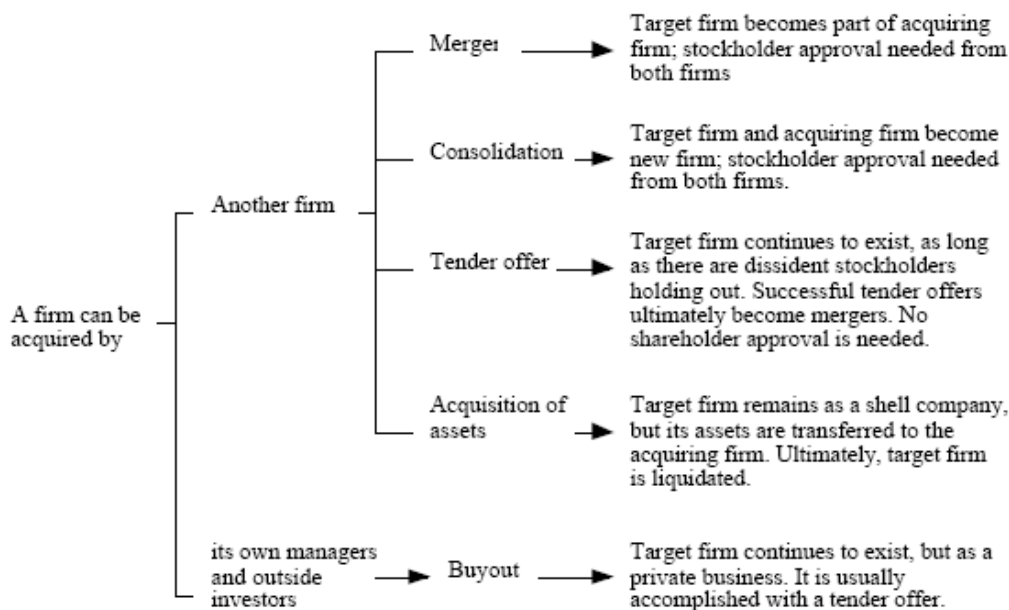 Merger
Target firm becomes part of acquiring
firm; stockholder approval needed from
both firms
Consolidation
Target firm and acquiring firm become
new firm; stockholder approval needed
from both firms.
Another firm
Tender offer
Target firm continues to exist, as long
as there are dissident stockholders
holding out. Successful tender offers
ultimately become mergers. No
shareholder approval is needed.
A firm can be
acquired by
Acquisition of
assets
Target firm remains as a shell company,
but its assets are transferred to the
acquiring firm. Ultimately, target firm
is liquidated.
its own managers
and outside
investors
Buyout
Target firm continues to exist, but as a
private business. It is usually
accomplished with a tender offer.